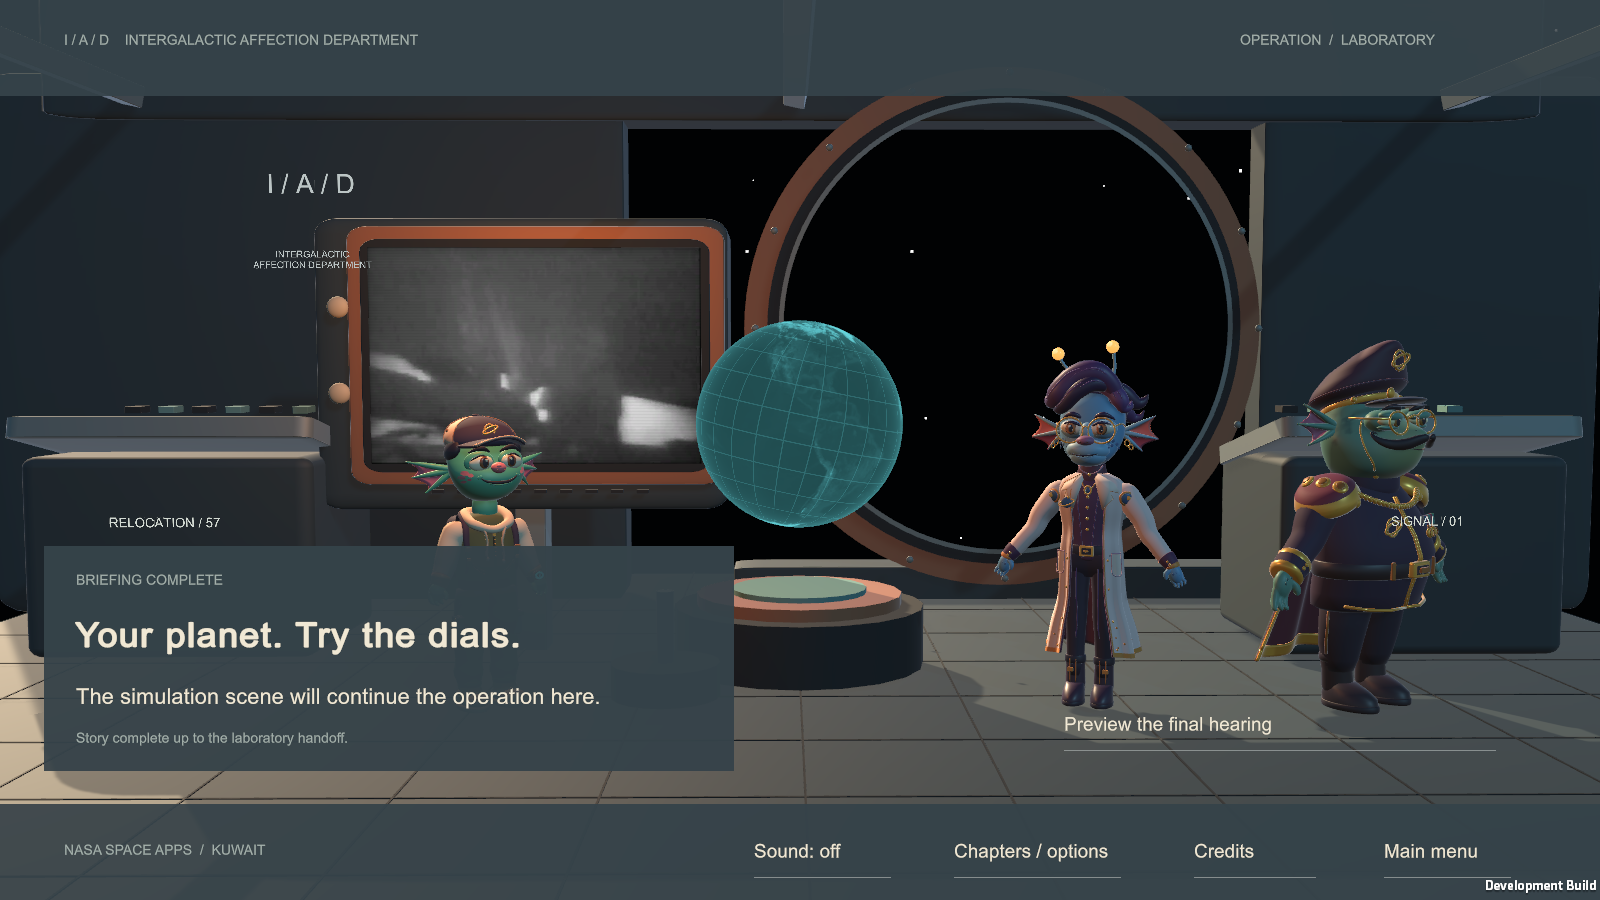 I / A / D    INTERGALACTIC AFFECTION DEPARTMENT
OPERATION / LABORATORY
I / A / D
INTERGALACTIC
AFFECTION DEPARTMENT
RELOCATION / 57
SIGNAL / 01
BRIEFING COMPLETE
Your planet. Try the dials.
The simulation scene will continue the operation here.
Story complete up to the laboratory handoff.
Preview the final hearing
NASA SPACE APPS / KUWAIT
Sound: off
Chapters / options
Credits
Main menu
Development Build